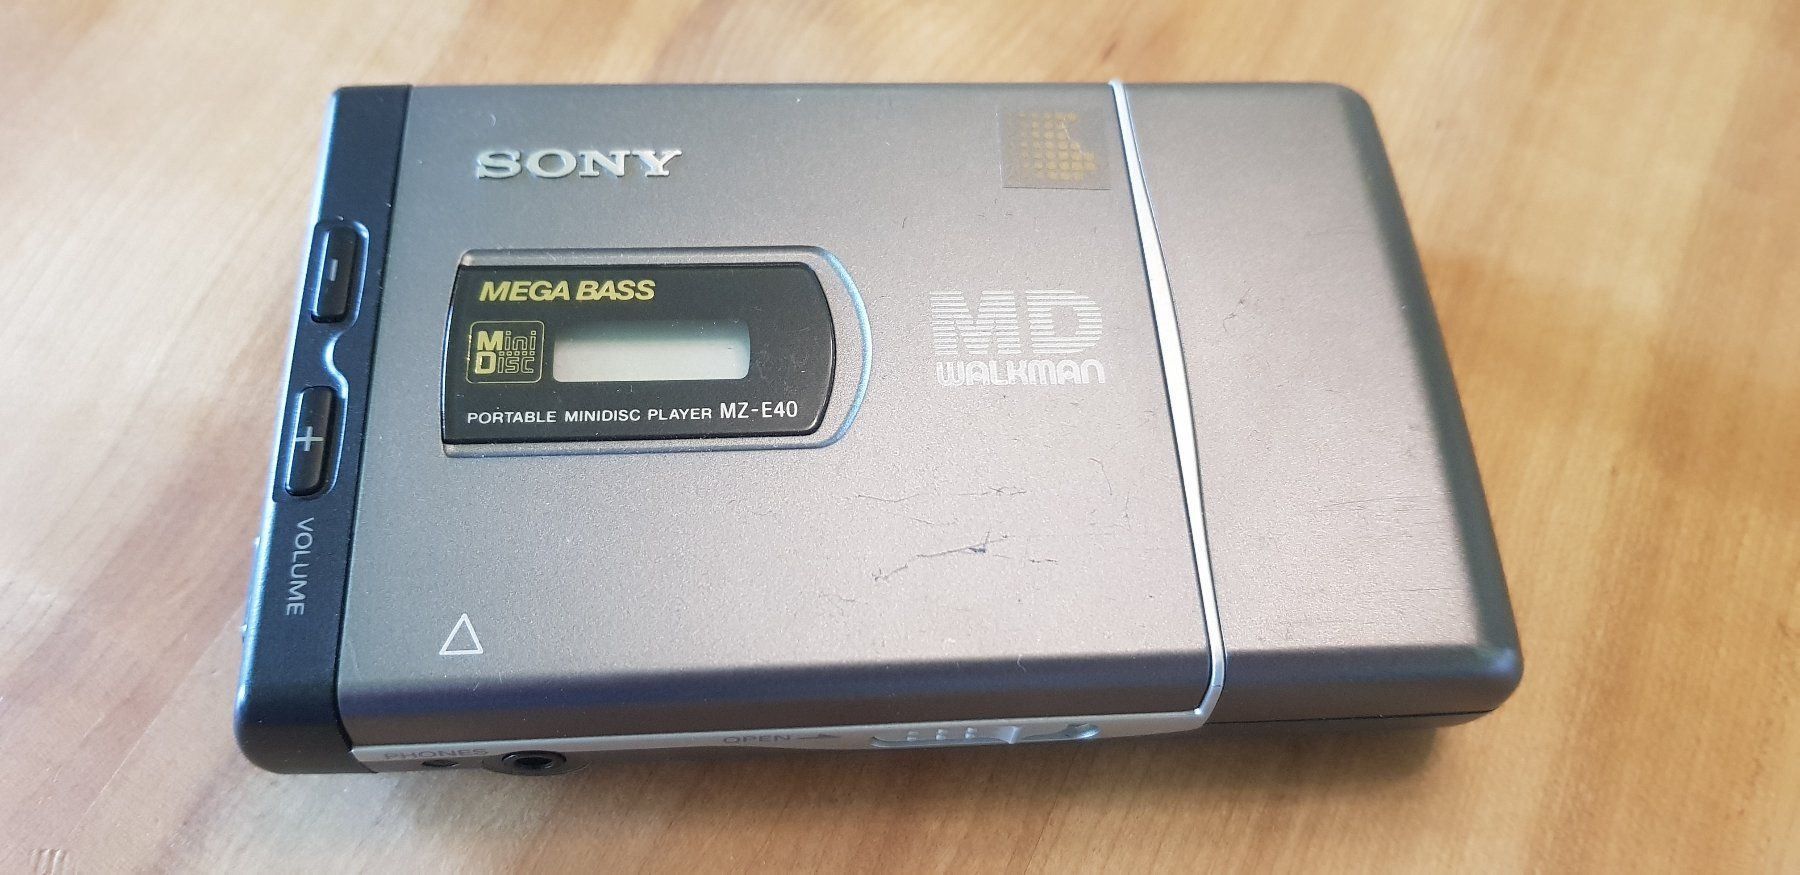 SONY
MEGA BASS
Mini
Disc
PORTABLE MINIDISC PLAYER MZ-E40
MD
WALKMAN
-
+
VOLUME
PHONES
OPEN